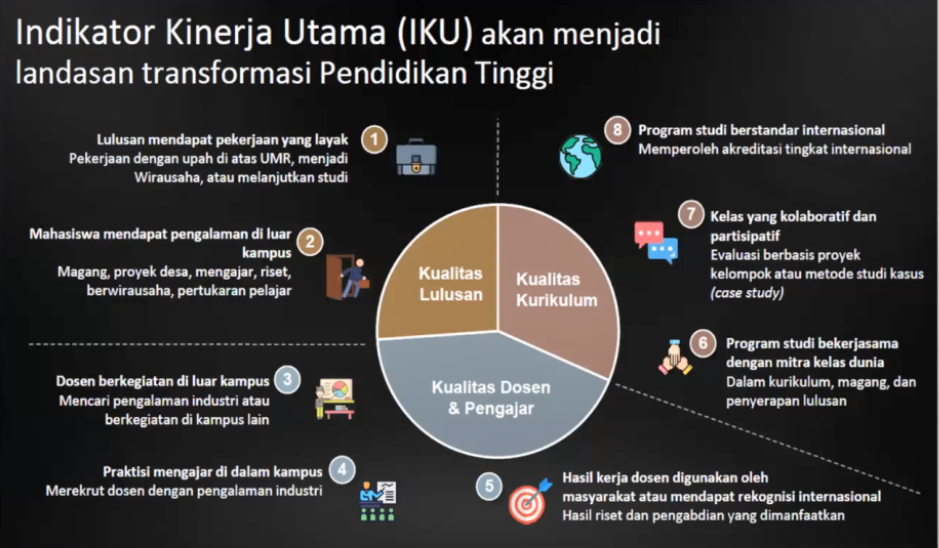 Indikator Kinerja Utama (IKU) akan menjadi
landasan transformasi Pendidikan Tinggi
1
Lulusan mendapat pekerjaan yang layak
Pekerjaan dengan upah di atas UMR, menjadi
Wirausaha, atau melanjutkan studi
2
Mahasiswa mendapat pengalaman di luar
kampus
Magang, proyek desa, mengajar, riset,
berwirausaha, pertukaran pelajar
3
Dosen berkegiatan di luar kampus
Mencari pengalaman industri atau
berkegiatan di kampus lain
4
Praktisi mengajar di dalam kampus
Merekrut dosen dengan pengalaman industri
Kualitas
Lulusan
Kualitas
Kurikulum
Kualitas Dosen
& Pengajar
8
Program studi berstandar internasional
Memperoleh akreditasi tingkat internasional
7
Kelas yang kolaboratif dan
partisipatif
Evaluasi berbasis proyek
kelompok atau metode studi kasus
(case study)
6
Program studi bekerjasama
dengan mitra kelas dunia
Dalam kurikulum, magang, dan
penyerapan lulusan
5
Hasil kerja dosen digunakan oleh
masyarakat atau mendapat rekognisi internasional
Hasil riset dan pengabdian yang dimanfaatkan